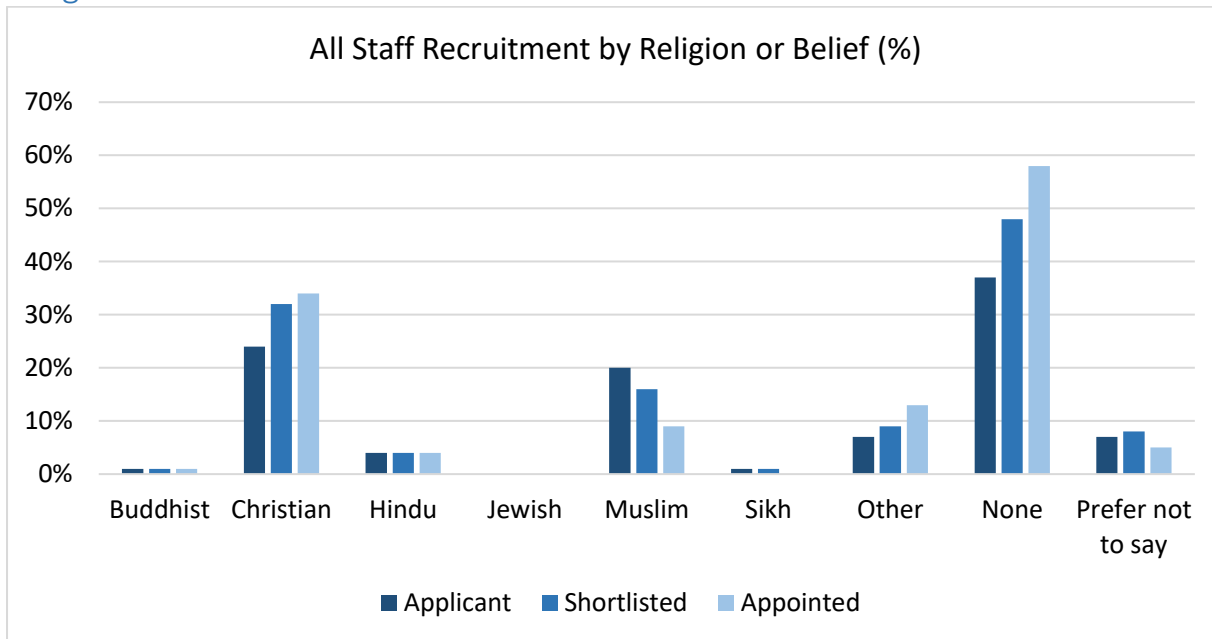 All Staff Recruitment by Religion or Belief (%)
70%
60%
50%
40%
30%
20%
10%
0%
Buddhist Christian Hindu Jewish Muslim Sikh Other None Prefer not
to say
Applicant Shortlisted Appointed